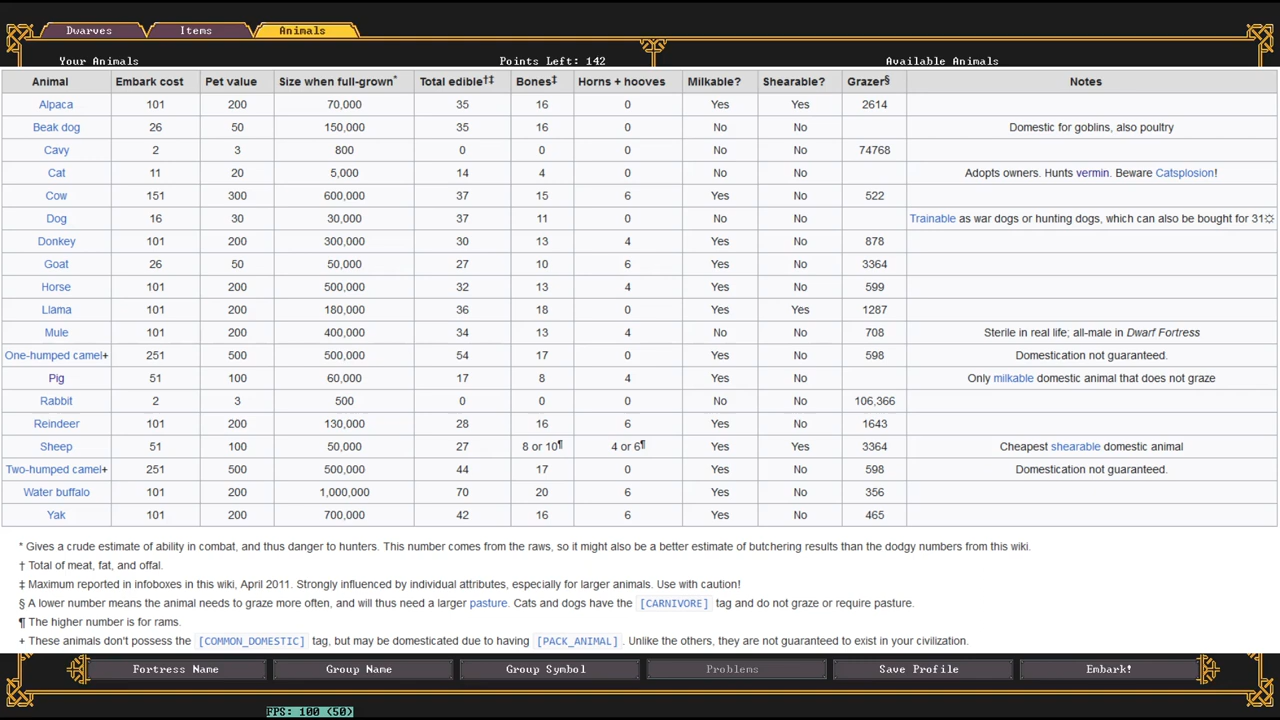 Dwarves Items Animals
Your Animals Points Left: 142 Available Animals
Animal Embark cost Pet value Size when full-grown* Total edible†‡ Bones‡ Horns + hooves Milkable? Shearable? Grazer§ Notes
Alpaca 101 200 70,000 35 16 0 Yes Yes 2614
Beak dog 26 50 150,000 35 16 0 No No Domestic for goblins, also poultry
Cavy 2 3 800 0 0 0 No No 74768
Cat 11 20 5,000 14 4 0 No No Adopts owners. Hunts vermin. Beware Catsplosion!
Cow 151 300 600,000 37 15 6 Yes No 522
Dog 16 30 30,000 37 11 0 No No Trainable as war dogs or hunting dogs, which can also be bought for 31☼
Donkey 101 200 300,000 30 13 4 Yes No 878
Goat 26 50 50,000 27 10 6 Yes No 3364
Horse 101 200 500,000 32 13 4 Yes No 599
Llama 101 200 180,000 36 18 0 Yes Yes 1287
Mule 101 200 400,000 34 13 4 No No 708 Sterile in real life; all-male in Dwarf Fortress
One-humped camel+ 251 500 500,000 54 17 0 Yes No 598 Domestication not guaranteed.
Pig 51 100 60,000 17 8 4 Yes No Only milkable domestic animal that does not graze
Rabbit 2 3 500 0 0 0 No No 106,366
Reindeer 101 200 130,000 28 16 6 Yes No 1643
Sheep 51 100 50,000 27 8 or 10¶ 4 or 6¶ Yes Yes 3364 Cheapest shearable domestic animal
Two-humped camel+ 251 500 500,000 44 17 0 Yes No 598 Domestication not guaranteed.
Water buffalo 101 200 1,000,000 70 20 6 Yes No 356
Yak 101 200 700,000 42 16 6 Yes No 465
* Gives a crude estimate of ability in combat, and thus danger to hunters. This number comes from the raws, so it might also be a better estimate of butchering results than the dodgy numbers from this wiki.
† Total of meat, fat, and offal.
‡ Maximum reported in infoboxes in this wiki, April 2011. Strongly influenced by individual attributes, especially for larger animals. Use with caution!
§ A lower number means the animal needs to graze more often, and will thus need a larger pasture. Cats and dogs have the [CARNIVORE] tag and do not graze or require pasture.
¶ The higher number is for rams.
+ These animals don't possess the [COMMON_DOMESTIC] tag, but may be domesticated due to having [PACK_ANIMAL]. Unlike the others, they are not guaranteed to exist in your civilization.
Fortress Name Group Name Group Symbol Problems Save Profile Embark!
FPS: 100 (50)